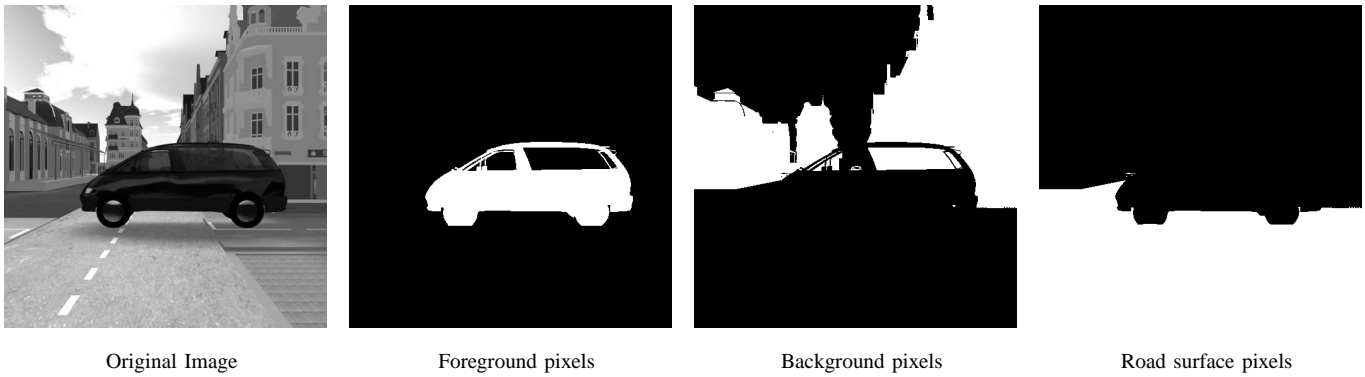 Original Image
Foreground pixels
Background pixels
Road surface pixels